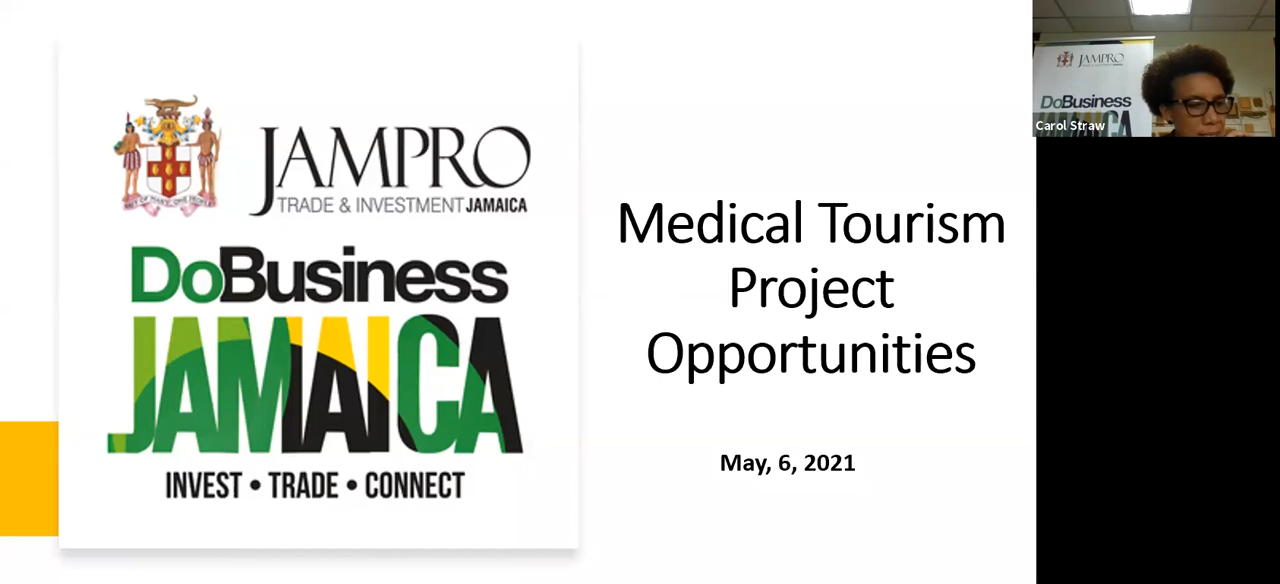 JAMPRO
TRADE & INVESTMENT JAMAICA
DoBusiness
JAMAICA
INVEST • TRADE • CONNECT
Medical Tourism
Project
Opportunities
May, 6, 2021
JAMPRO
DoBusiness
Carol Straw